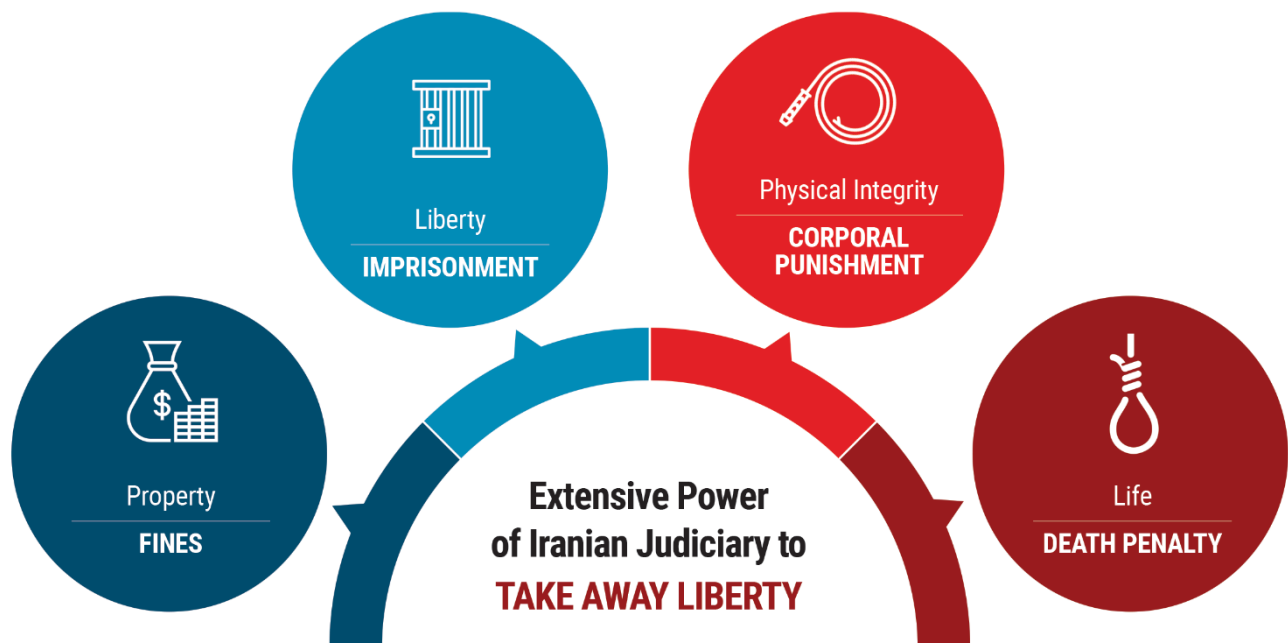 Liberty
IMPRISONMENT
Physical Integrity
CORPORAL
PUNISHMENT
$
Property
FINES
Life
DEATH PENALTY
Extensive Power
of Iranian Judiciary to
TAKE AWAY LIBERTY